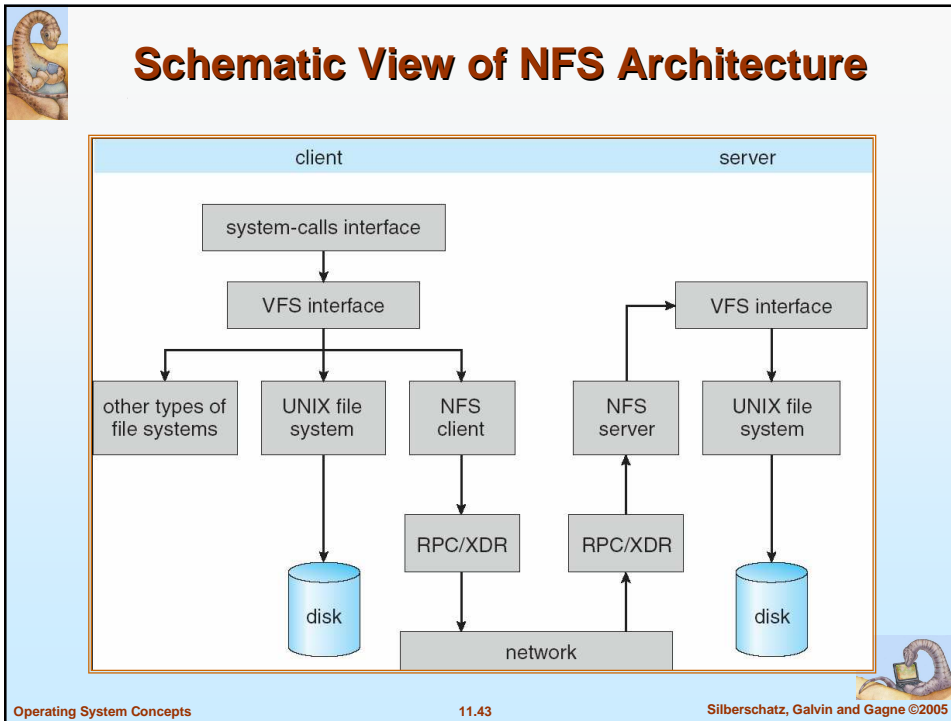 Schematic View of NFS Architecture
client
server
system-calls interface
VFS interface
VFS interface
other types of
file systems
UNIX file
system
NFS
client
NFS
server
UNIX file
system
RPC/XDR
RPC/XDR
disk
disk
network
Operating System Concepts
11.43
Silberschatz, Galvin and Gagne ©2005